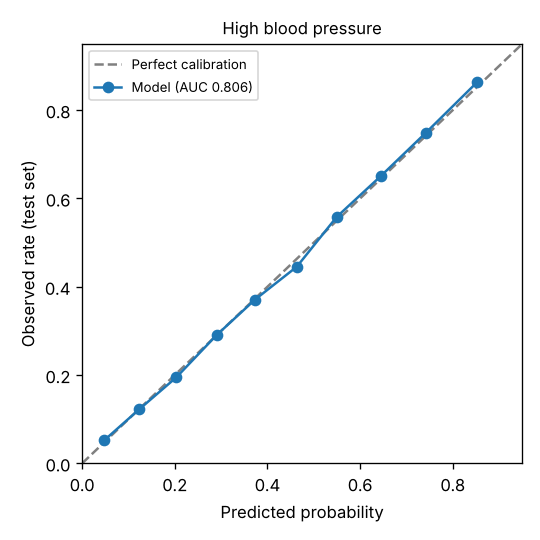 High blood pressure
Perfect calibration
Model (AUC 0.806)
Observed rate (test set)
0.8
0.6
0.4
0.2
0.0
0.0 0.2 0.4 0.6 0.8
Predicted probability